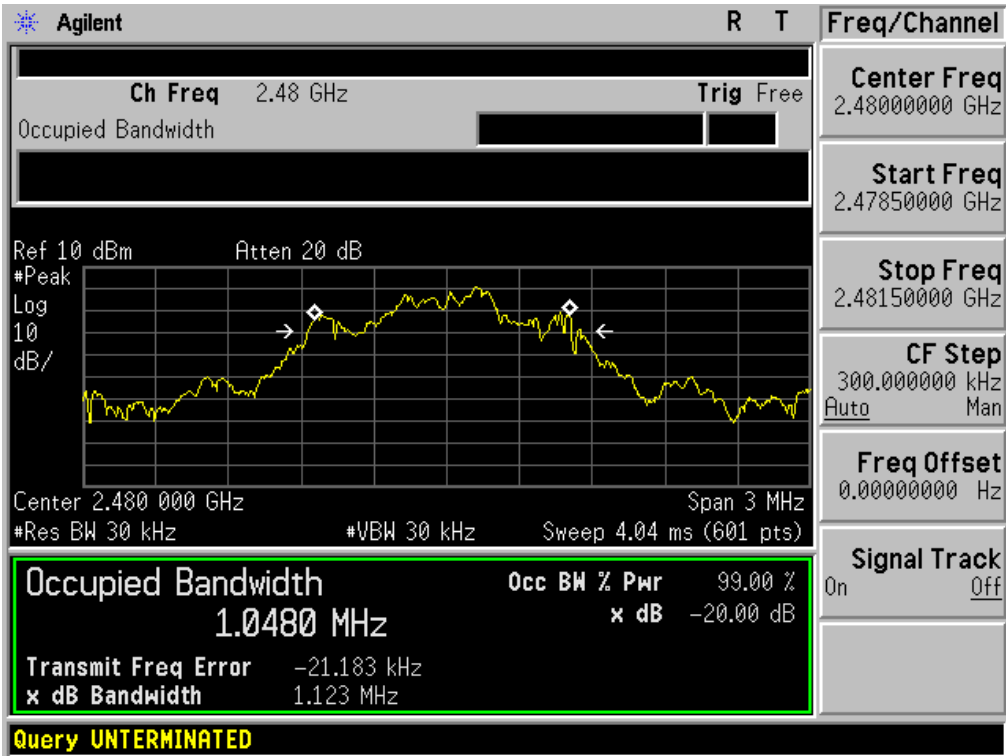 Agilent R T
Ch Freq 2.48 GHz Trig Free
Occupied Bandwidth
Ref 10 dBm Atten 20 dB
#Peak
Log
10
dB/
Center 2.480 000 GHz Span 3 MHz
#Res BW 30 kHz #VBW 30 kHz Sweep 4.04 ms (601 pts)
Occupied Bandwidth
1.0480 MHz
Occ BW % Pwr 99.00 %
x dB -20.00 dB
Transmit Freq Error -21.183 kHz
x dB Bandwidth 1.123 MHz
Query UNTERMINATED
Freq/Channel
Center Freq
2.48000000 GHz
Start Freq
2.47850000 GHz
Stop Freq
2.48150000 GHz
CF Step
300.000000 kHz
Auto Man
Freq Offset
0.00000000 Hz
Signal Track
On Off